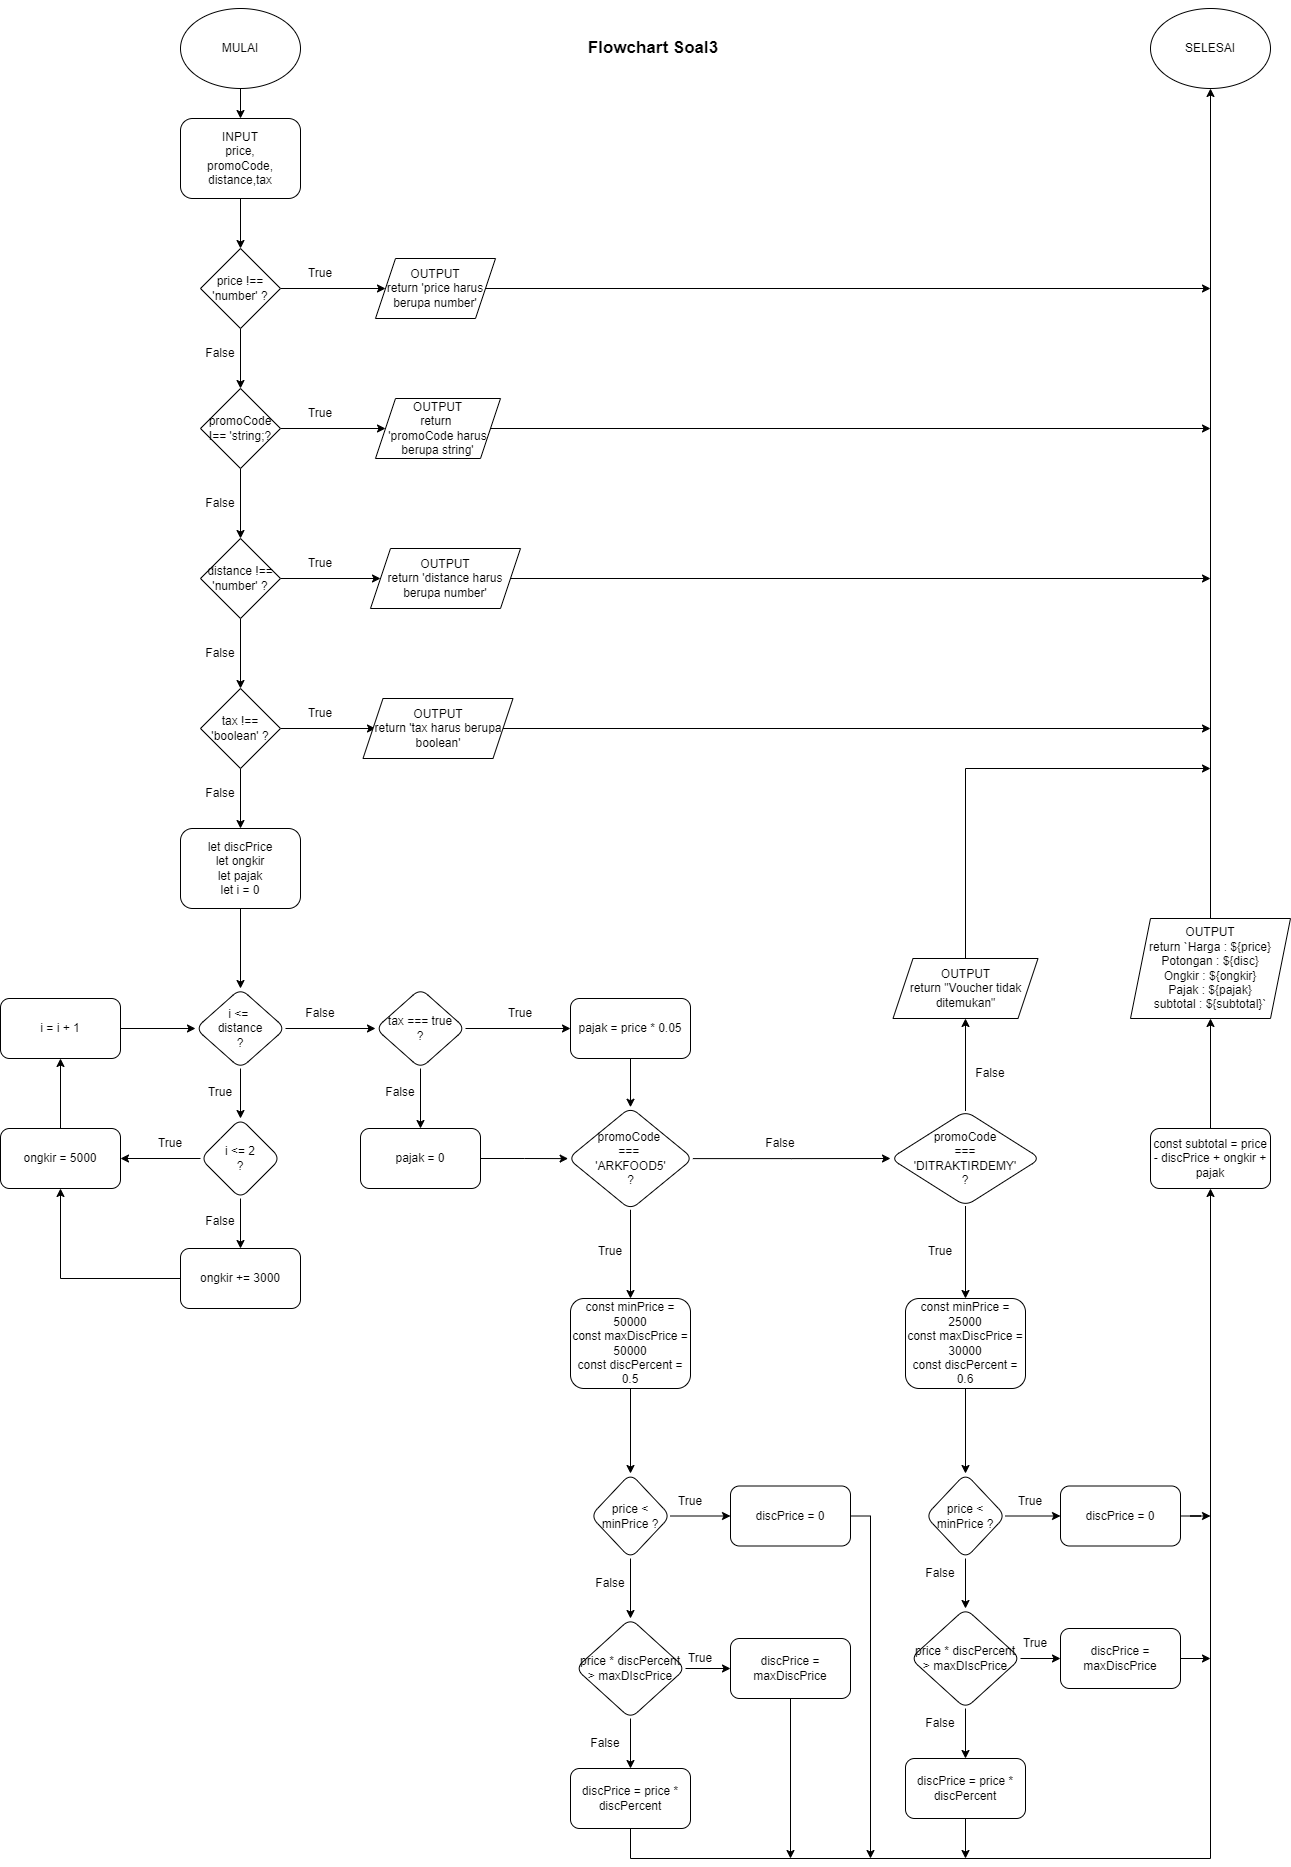 MULAI
Flowchart Soal3
SELESAI
INPUT
price,
promoCode,
distance,tax
price !==
'number' ?
True
OUTPUT
return 'price harus
berupa number'
False
promoCode
!== 'string;?
True
OUTPUT
return
'promoCode harus
berupa string'
False
distance !==
'number' ?
True
OUTPUT
return 'distance harus
berupa number'
False
tax !==
'boolean' ?
True
OUTPUT
return 'tax harus berupa
boolean'
False
let discPrice
let ongkir
let pajak
let i = 0
i <=
distance
?
False
True
i <= 2
?
True
ongkir = 5000
i = i + 1
False
ongkir += 3000
tax === true
?
True
pajak = price * 0.05
False
pajak = 0
promoCode
===
'ARKFOOD5'
?
False
promoCode
===
'DITRAKTIRDEMY'
?
False
OUTPUT
return "Voucher tidak
ditemukan"
OUTPUT
return `Harga : ${price}
Potongan : ${disc}
Ongkir : ${ongkir}
Pajak : ${pajak}
subtotal : ${subtotal}`
const subtotal = price
- discPrice + ongkir +
pajak
True
const minPrice =
50000
const maxDiscPrice =
50000
const discPercent =
0.5
price <
minPrice ?
True
discPrice = 0
False
price * discPercent
> maxDIscPrice
True
discPrice =
maxDiscPrice
False
discPrice = price *
discPercent
True
const minPrice =
25000
const maxDiscPrice =
30000
const discPercent =
0.6
price <
minPrice ?
True
discPrice = 0
False
price * discPercent
> maxDIscPrice
True
discPrice =
maxDiscPrice
False
discPrice = price *
discPercent